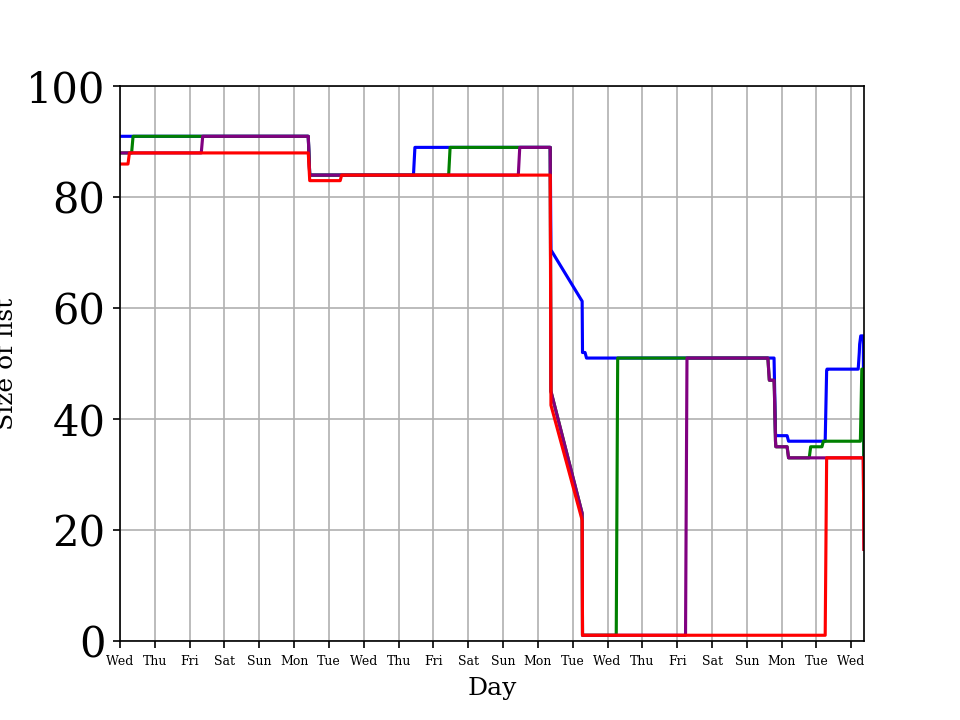 100
80
60
40
20
0
Size of list
Wed Thu Fri Sat Sun Mon Tue Wed Thu Fri Sat Sun Mon Tue Wed Thu Fri Sat Sun Mon Tue Wed
Day